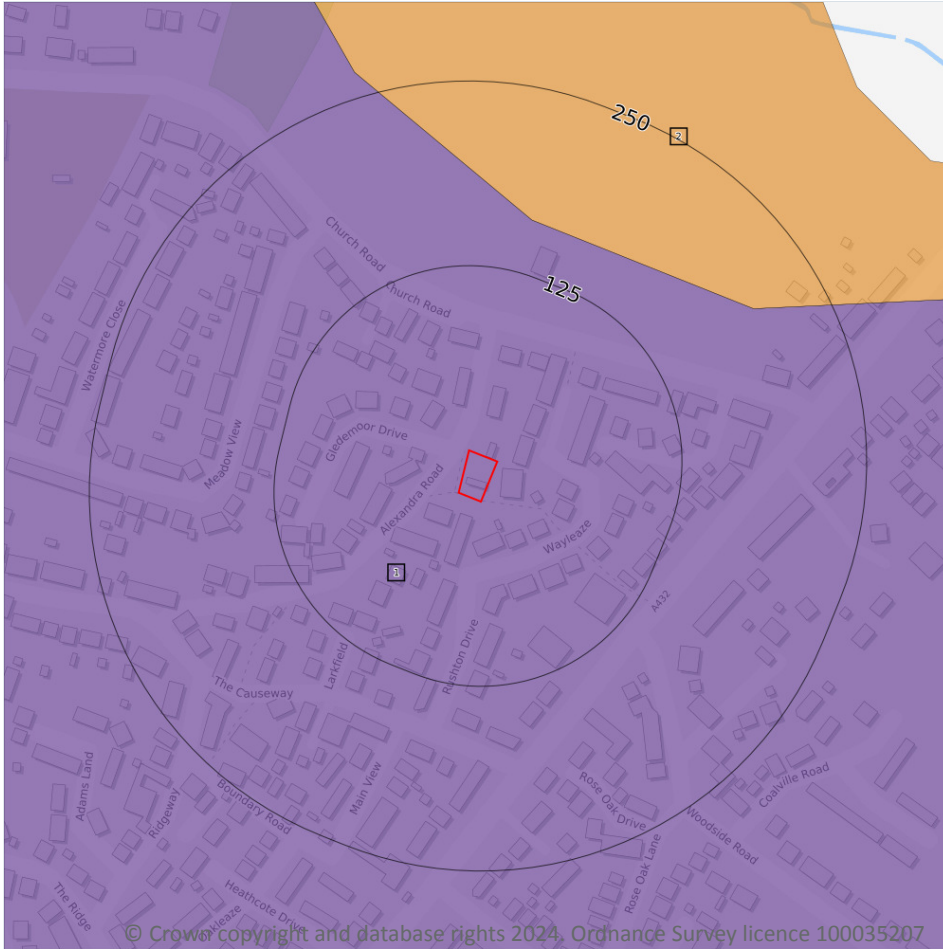 250
2
Church Road
125
Church Road
Watermore Close
Gledemoor Drive
Meadow View
Alexandra Road
Wayleaze
1
A432
Larkfield
Rushton Drive
The Causeway
Adams Land
Ridgeway
Boundary Road
Main View
Rose Oak Drive
Coalville Road
Woodside Road
Rose Oak Lane
The Ridge
Heathcote Drive
© Crown copyright and database rights 2024. Ordnance Survey licence 100035207